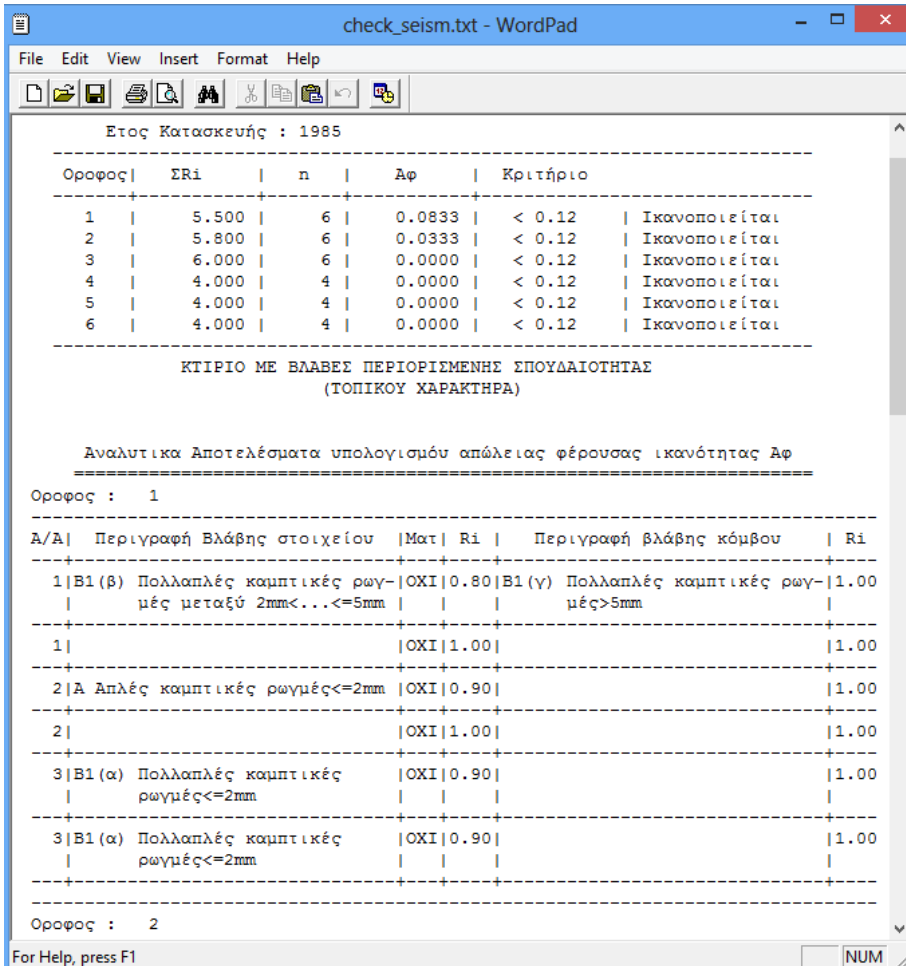 check_seism.txt - WordPad
File Edit View Insert Format Help
Ετος Κατασκευής : 1985
------------------------------------------------------------------------
Οροφος| ΣRi | n | Αφ | Κριτήριο
-------+-----------+-------+-----------+--------------------------------
1 | 5.500 | 6 | 0.0833 | < 0.12 | Ικανοποιείται
2 | 5.800 | 6 | 0.0333 | < 0.12 | Ικανοποιείται
3 | 6.000 | 6 | 0.0000 | < 0.12 | Ικανοποιείται
4 | 4.000 | 4 | 0.0000 | < 0.12 | Ικανοποιείται
5 | 4.000 | 4 | 0.0000 | < 0.12 | Ικανοποιείται
6 | 4.000 | 4 | 0.0000 | < 0.12 | Ικανοποιείται
------------------------------------------------------------------------
ΚΤΙΡΙΟ ΜΕ ΒΛΑΒΕΣ ΠΕΡΙΟΡΙΣΜΕΝΗΣ ΣΠΟΥΔΑΙΟΤΗΤΑΣ
(ΤΟΠΙΚΟΥ ΧΑΡΑΚΤΗΡΑ)
Αναλυτικα Αποτελέσματα υπολογισμόυ απώλειας φέρουσας ικανότητας Αφ
======================================================================
Οροφος : 1
--------------------------------------------------------------------------------
Α/Α| Περιγραφή Βλάβης στοιχείου |Ματ| Ri | Περιγραφή βλάβης κόμβου | Ri
---+------------------------------+---+----+-------------------------------+----
1|Β1(β) Πολλαπλές καμπτικές ρωγ-|ΟΧΙ|0.80|Β1(γ) Πολλαπλές καμπτικές ρωγ-|1.00
| μές μεταξύ 2mm<...<=5mm | | | μές>5mm |
---+------------------------------+---+----+-------------------------------+----
1| |ΟΧΙ|1.00| |1.00
---+------------------------------+---+----+-------------------------------+----
2|Α Απλές καμπτικές ρωγμές<=2mm |ΟΧΙ|0.90| |1.00
---+------------------------------+---+----+-------------------------------+----
2| |ΟΧΙ|1.00| |1.00
---+------------------------------+---+----+-------------------------------+----
3|Β1(α) Πολλαπλές καμπτικές |ΟΧΙ|0.90| |1.00
| ρωγμές<=2mm | | | |
---+------------------------------+---+----+-------------------------------+----
3|Β1(α) Πολλαπλές καμπτικές |ΟΧΙ|0.90| |1.00
| ρωγμές<=2mm | | | |
---+------------------------------+---+----+-------------------------------+----
--------------------------------------------------------------------------------
Οροφος : 2
For Help, press F1
NUM